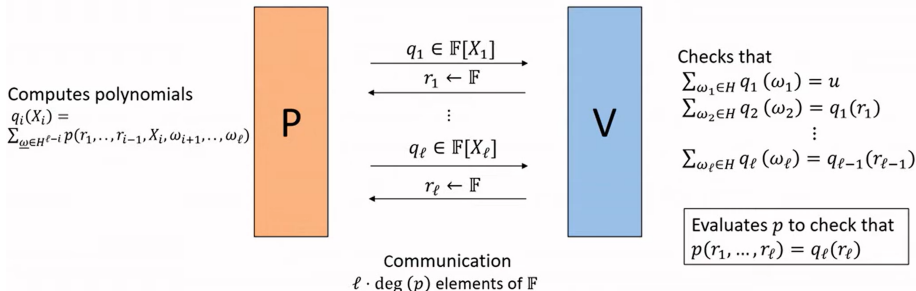 Computes polynomials
q_i(X_i) =
∑_{ω∈H^{ℓ−i}} p(r_1,..,r_{i−1}, X_i, ω_{i+1},..,ω_ℓ)
P
q_1 ∈ 𝔽[X_1]
r_1 ← 𝔽
⋮
q_ℓ ∈ 𝔽[X_ℓ]
r_ℓ ← 𝔽
Communication
ℓ · deg (p) elements of 𝔽
V
Checks that
∑_{ω_1∈H} q_1 (ω_1) = u
∑_{ω_2∈H} q_2 (ω_2) = q_1(r_1)
⋮
∑_{ω_ℓ∈H} q_ℓ (ω_ℓ) = q_{ℓ−1}(r_{ℓ−1})
Evaluates p to check that
p(r_1, …, r_ℓ) = q_ℓ(r_ℓ)